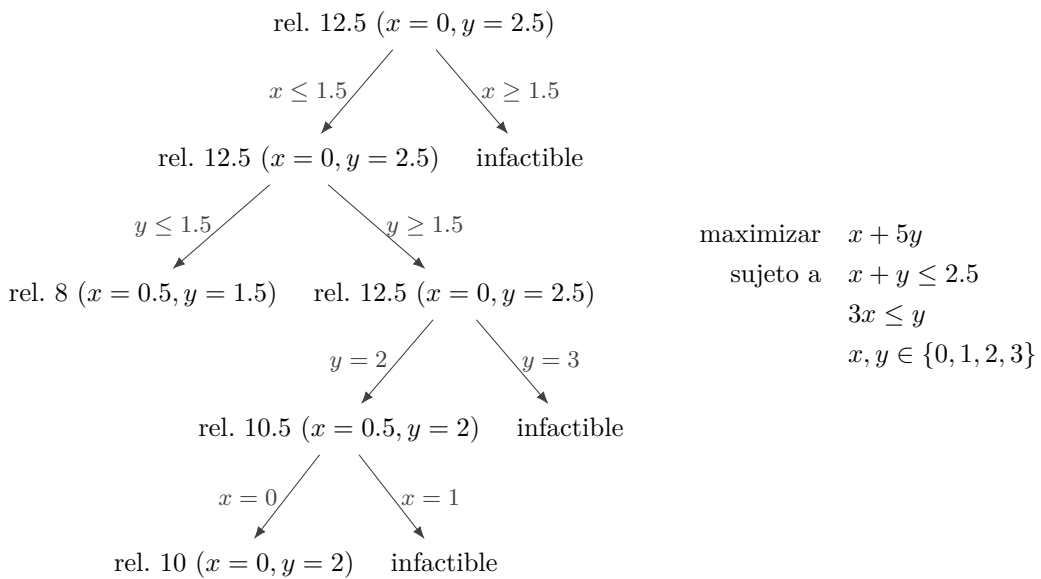 rel. 12.5 (x = 0, y = 2.5)
x ≤ 1.5
x ≥ 1.5
rel. 12.5 (x = 0, y = 2.5)
infactible
y ≤ 1.5
y ≥ 1.5
rel. 8 (x = 0.5, y = 1.5)
rel. 12.5 (x = 0, y = 2.5)
y = 2
y = 3
rel. 10.5 (x = 0.5, y = 2)
infactible
x = 0
x = 1
rel. 10 (x = 0, y = 2)
infactible
maximizar x + 5y
sujeto a x + y ≤ 2.5
3x ≤ y
x, y ∈ {0, 1, 2, 3}